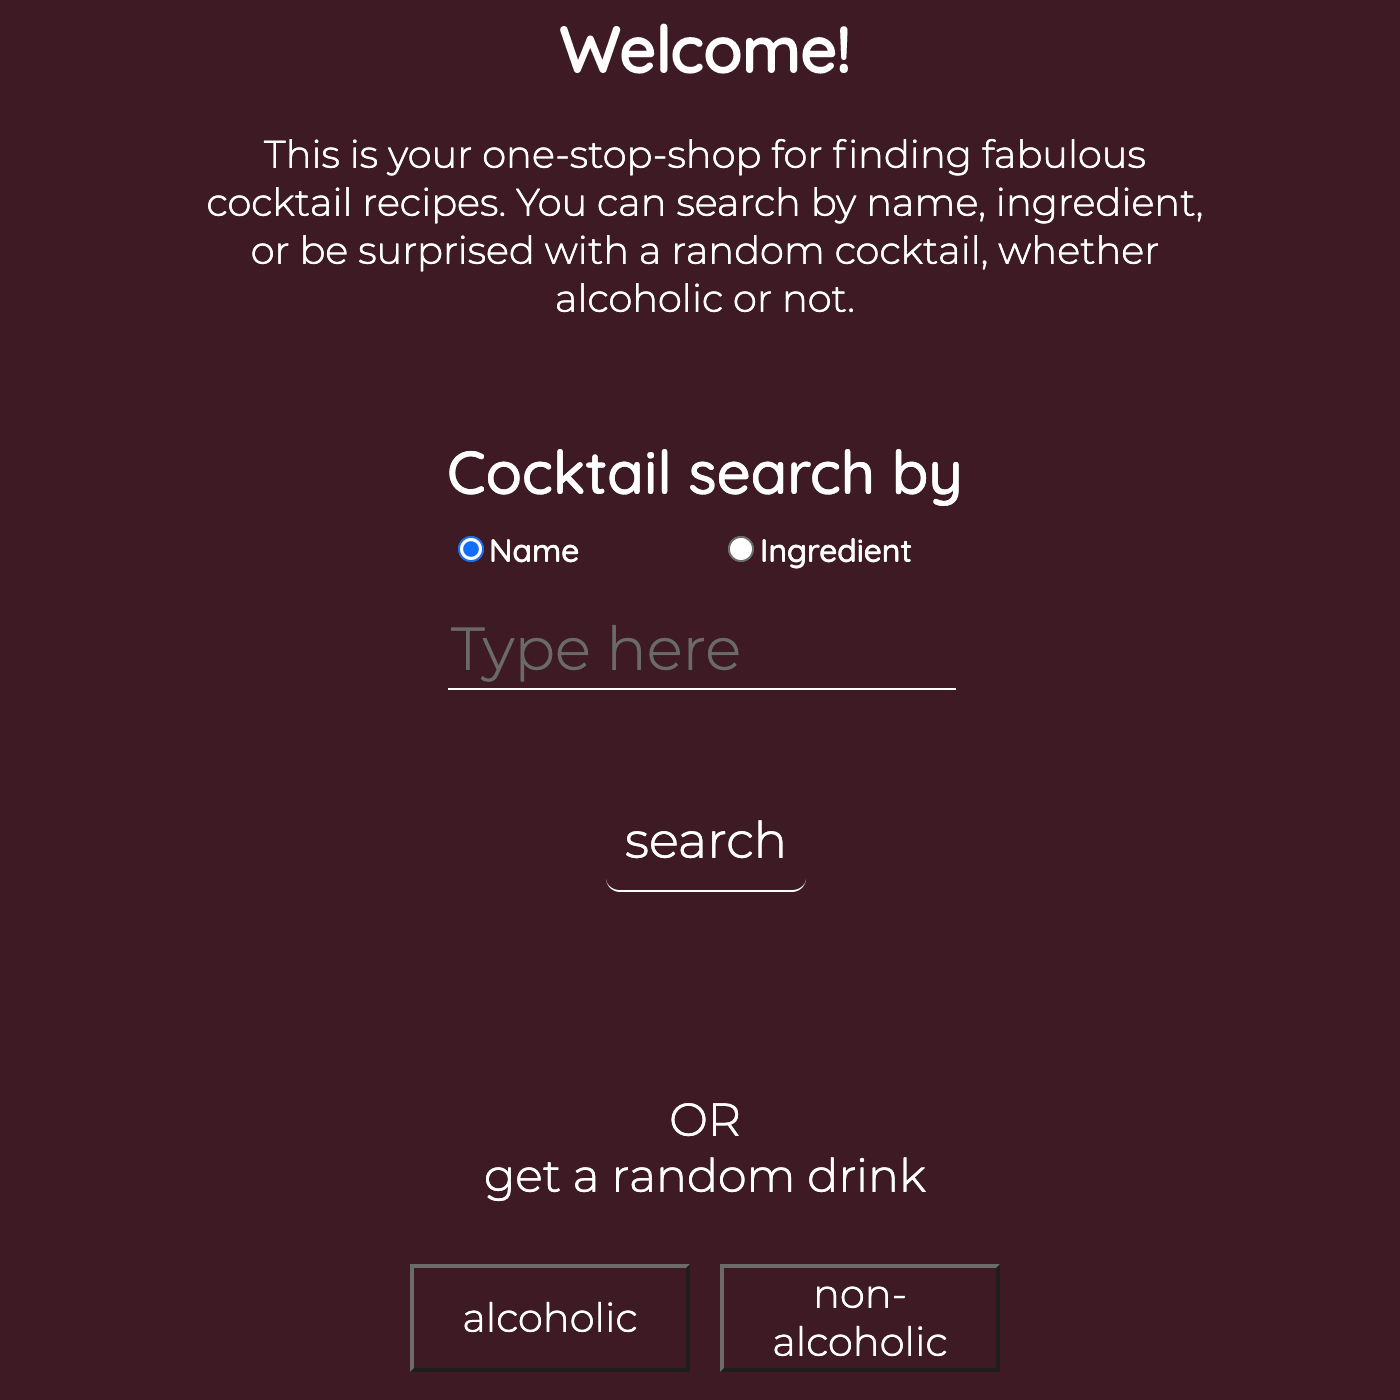 Welcome!
This is your one-stop-shop for finding fabulous
cocktail recipes. You can search by name, ingredient,
or be surprised with a random cocktail, whether
alcoholic or not.
Cocktail search by
Name Ingredient
Type here
search
OR
get a random drink
alcoholic non-
alcoholic